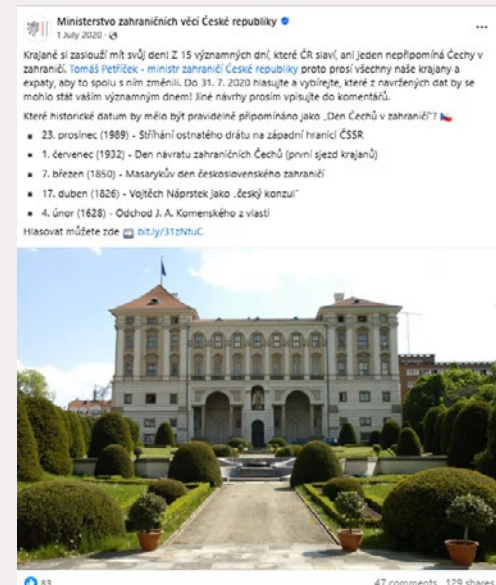 Ministerstvo zahraničních věcí České republiky
1 July 2020 ·
Krajané si zaslouží mít svůj den! Z 15 významných dní, které ČR slaví, ani jeden nepřipomíná Čechy v
zahraničí. Tomáš Petříček - ministr zahraničí České republiky proto prosí všechny naše krajany a
expaty, aby to spolu s ním změnili. Do 31. 7. 2020 hlasujte a vybírejte, které z navržených dat by se
mohlo stát vaším významným dnem! Jiné návrhy prosím vpisujte do komentářů.
Které historické datum by mělo být pravidelně připomínáno jako „Den Čechů v zahraničí“?
▪ 23. prosinec (1989) - Stříhání ostnatého drátu na západní hranici ČSSR
▪ 1. červenec (1932) - Den návratu zahraničních Čechů (první sjezd krajanů)
▪ 7. březen (1850) - Masarykův den československého zahraničí
▪ 17. duben (1826) - Vojtěch Náprstek jako „český konzul“
▪ 4. únor (1628) - Odchod J. A. Komenského z vlasti
Hlasovat můžete zde bit.ly/31zNtuC
83
47 comments 129 shares